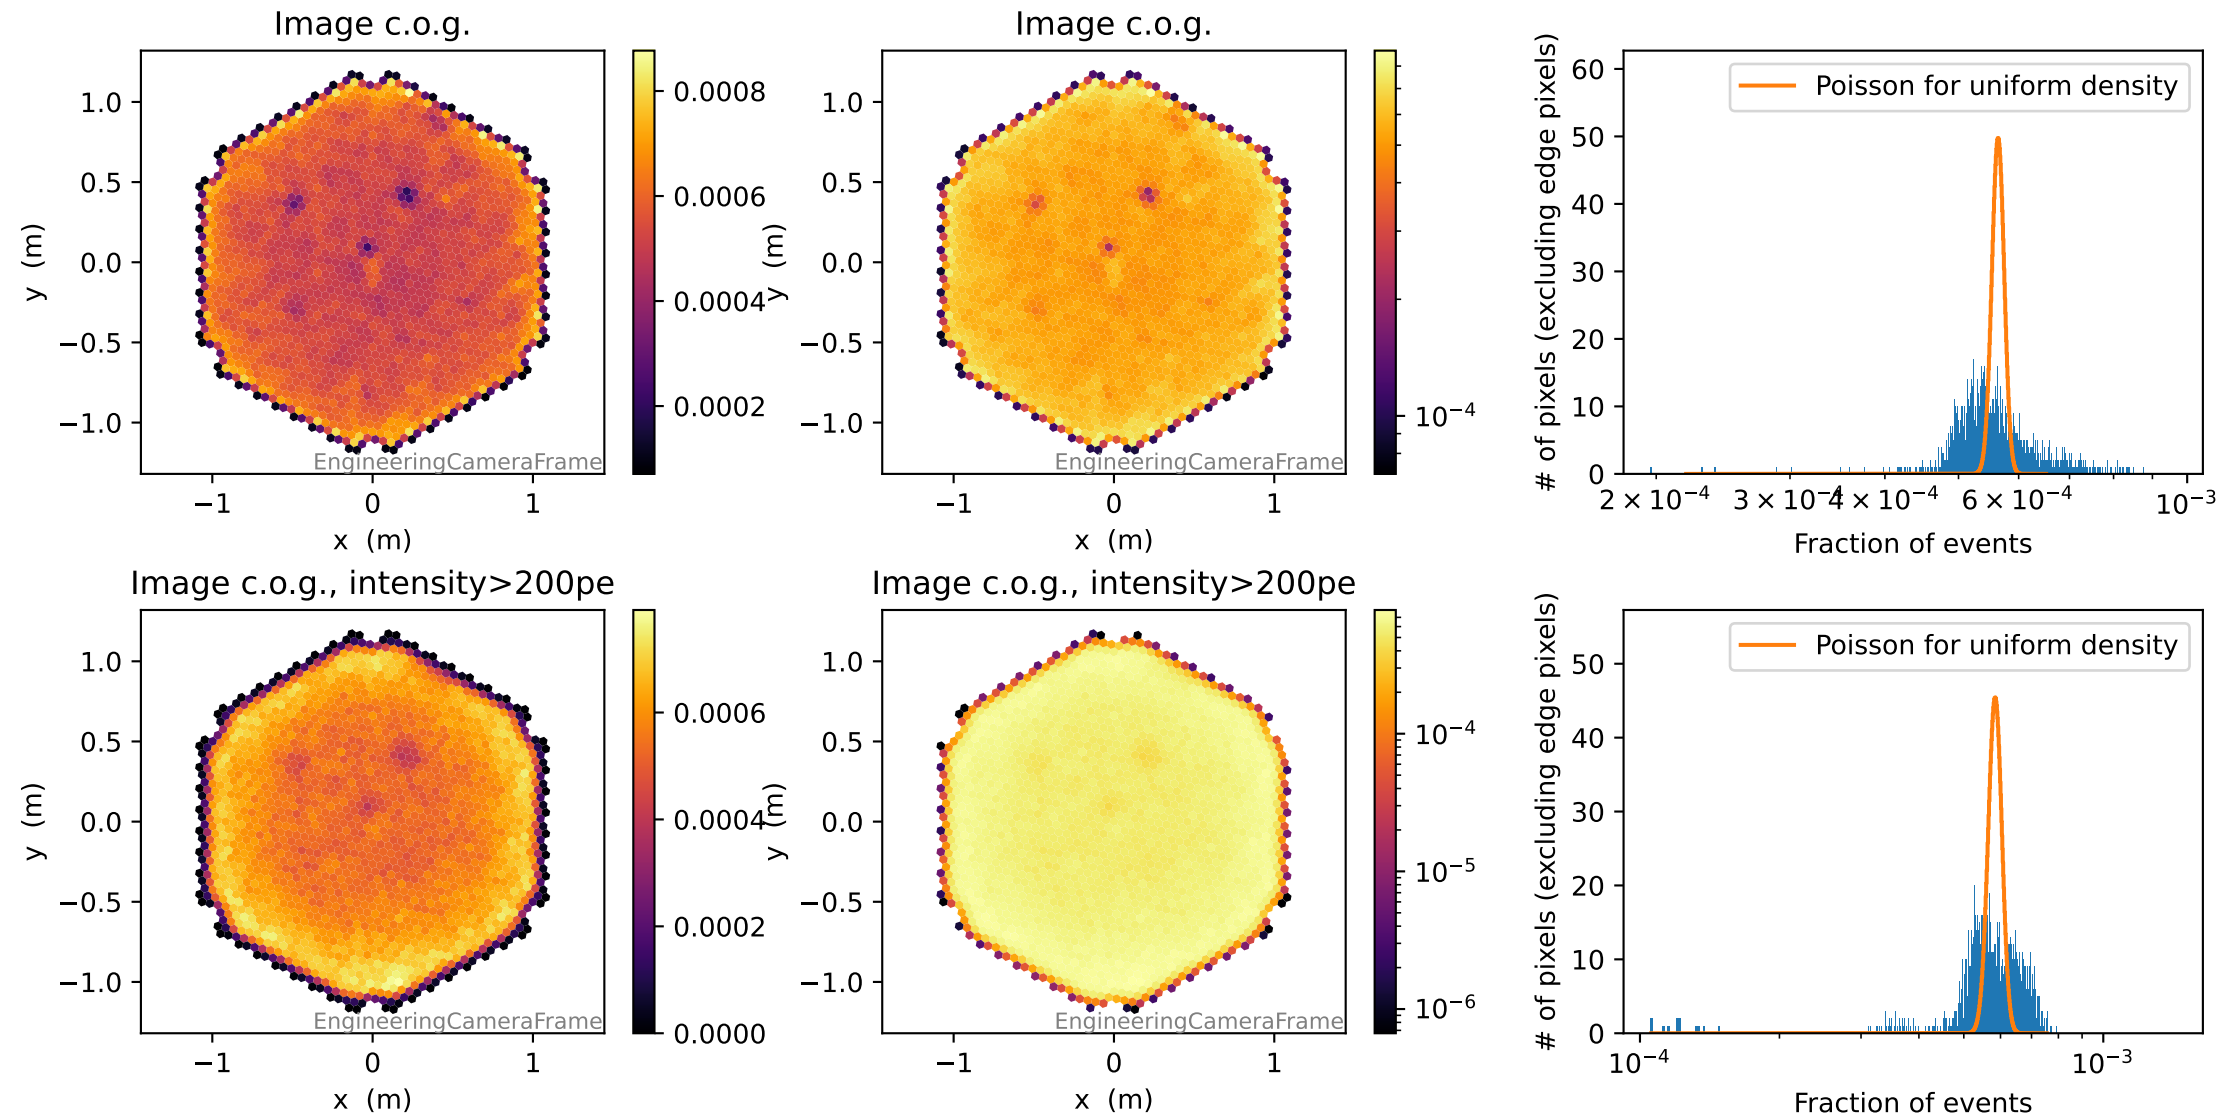 Image c.o.g.
1.0
0.5
0.0
−0.5
−1.0
y (m)
−1
0
1
x (m)
EngineeringCameraFrame
0.0008
0.0006
0.0004
0.0002
Image c.o.g.
1.0
0.5
0.0
−0.5
−1.0
y (m)
−1
0
1
x (m)
EngineeringCameraFrame
10⁻⁴
60
50
40
30
20
10
0
# of pixels (excluding edge pixels)
Poisson for uniform density
2 × 10⁻⁴
3 × 10⁻⁴
4 × 10⁻⁴
6 × 10⁻⁴
10⁻³
Fraction of events
Image c.o.g., intensity>200pe
1.0
0.5
0.0
−0.5
−1.0
y (m)
−1
0
1
x (m)
EngineeringCameraFrame
0.0006
0.0004
0.0002
0.0000
Image c.o.g., intensity>200pe
1.0
0.5
0.0
−0.5
−1.0
y (m)
−1
0
1
x (m)
EngineeringCameraFrame
10⁻⁴
10⁻⁵
10⁻⁶
50
40
30
20
10
0
# of pixels (excluding edge pixels)
Poisson for uniform density
10⁻⁴
10⁻³
Fraction of events